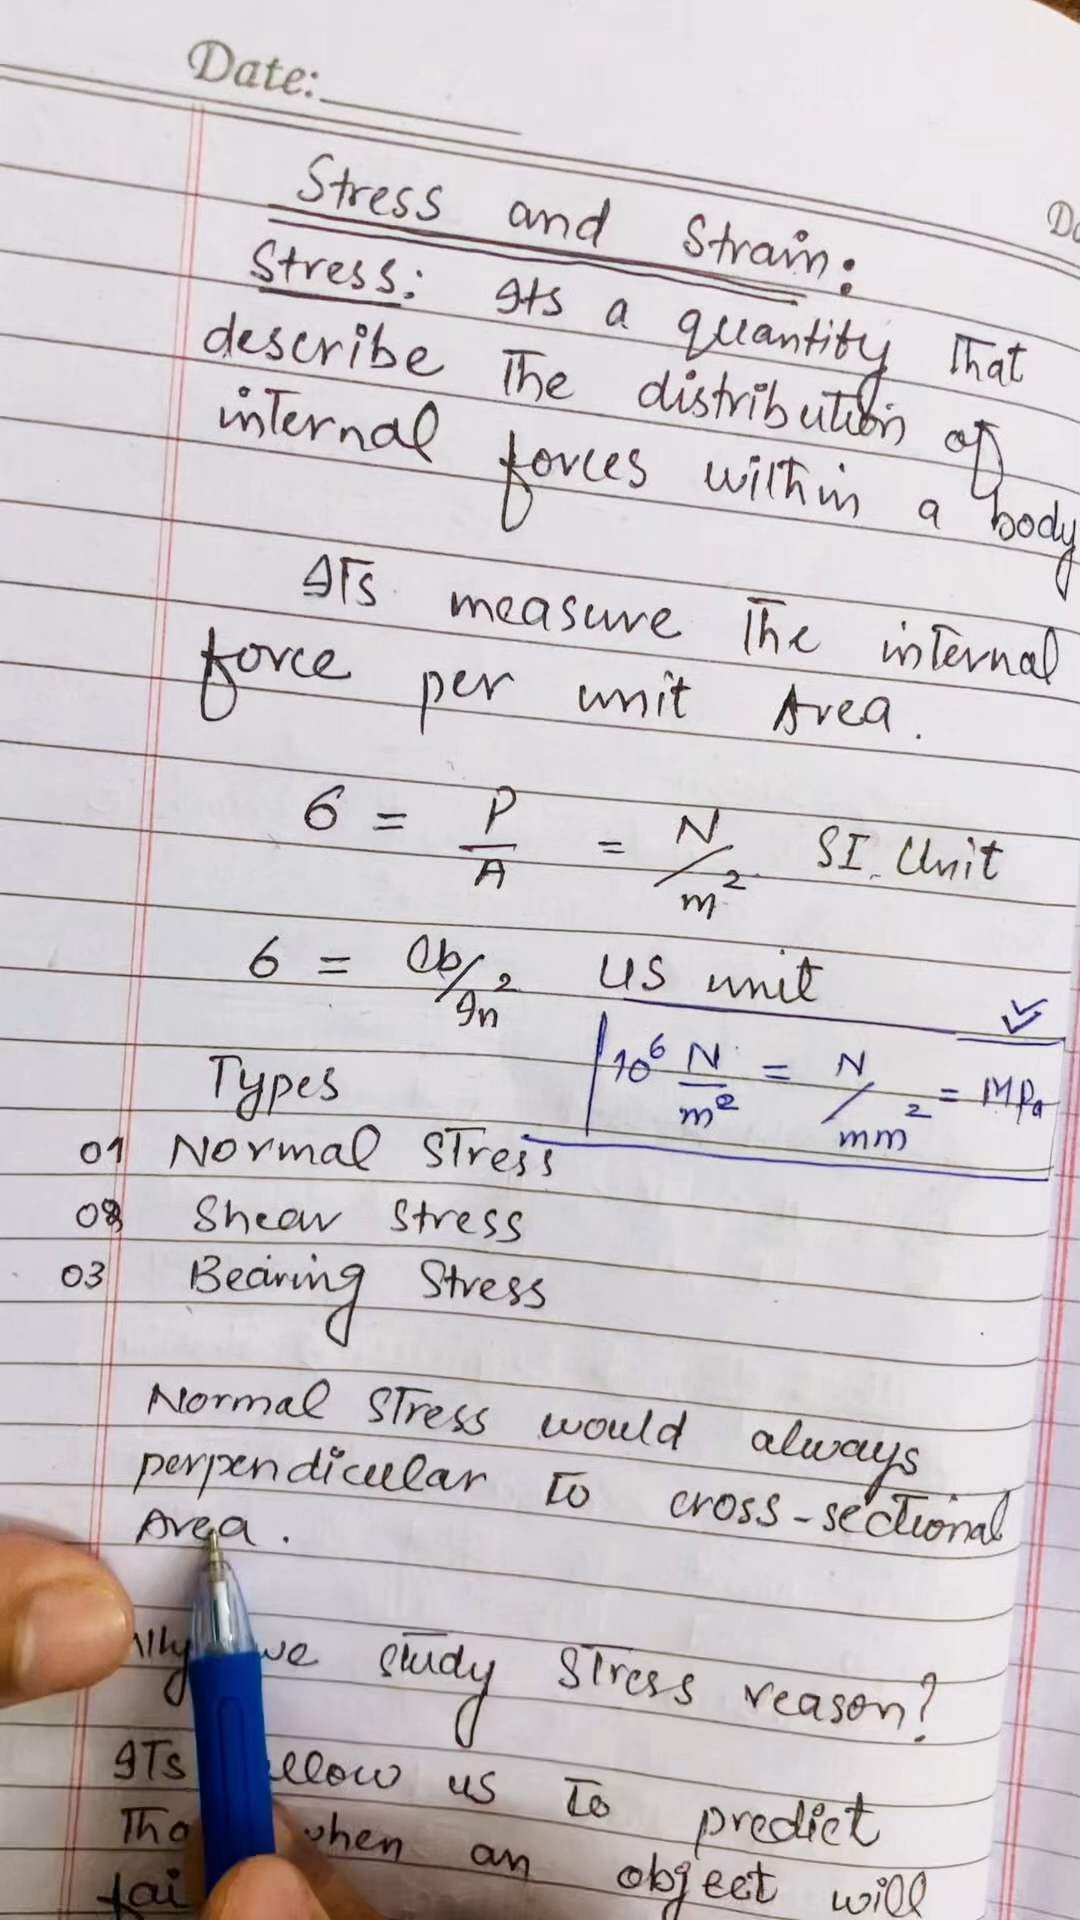 Date:
Stress and Strain:
Stress: Its a quantity That
describe The distribution of
internal forces within a body
ITs measure The internal
force per unit Area.
6 = P/A = N/m² SI Unit
6 = lb/In² US unit
10⁶ N/m² = N/mm² = MPa
Types
01 Normal Stress
02 Shear Stress
03 Bearing Stress
Normal Stress would always
perpendicular To cross-sectional
Area.
we study Stress reason?
ITs us To predict
when an object will